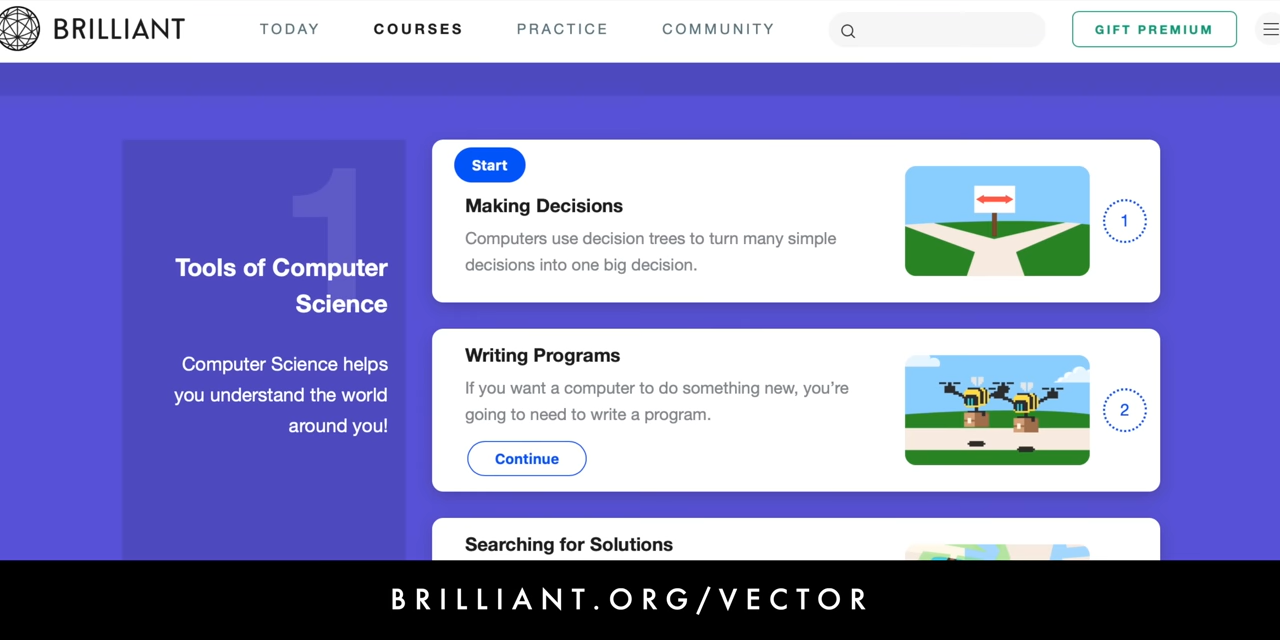 BRILLIANT
TODAY
COURSES
PRACTICE
COMMUNITY
GIFT PREMIUM
1
Tools of Computer
Science
Computer Science helps
you understand the world
around you!
Start
Making Decisions
Computers use decision trees to turn many simple
decisions into one big decision.
1
Writing Programs
If you want a computer to do something new, you’re
going to need to write a program.
Continue
2
Searching for Solutions
BRILLIANT.ORG/VECTOR